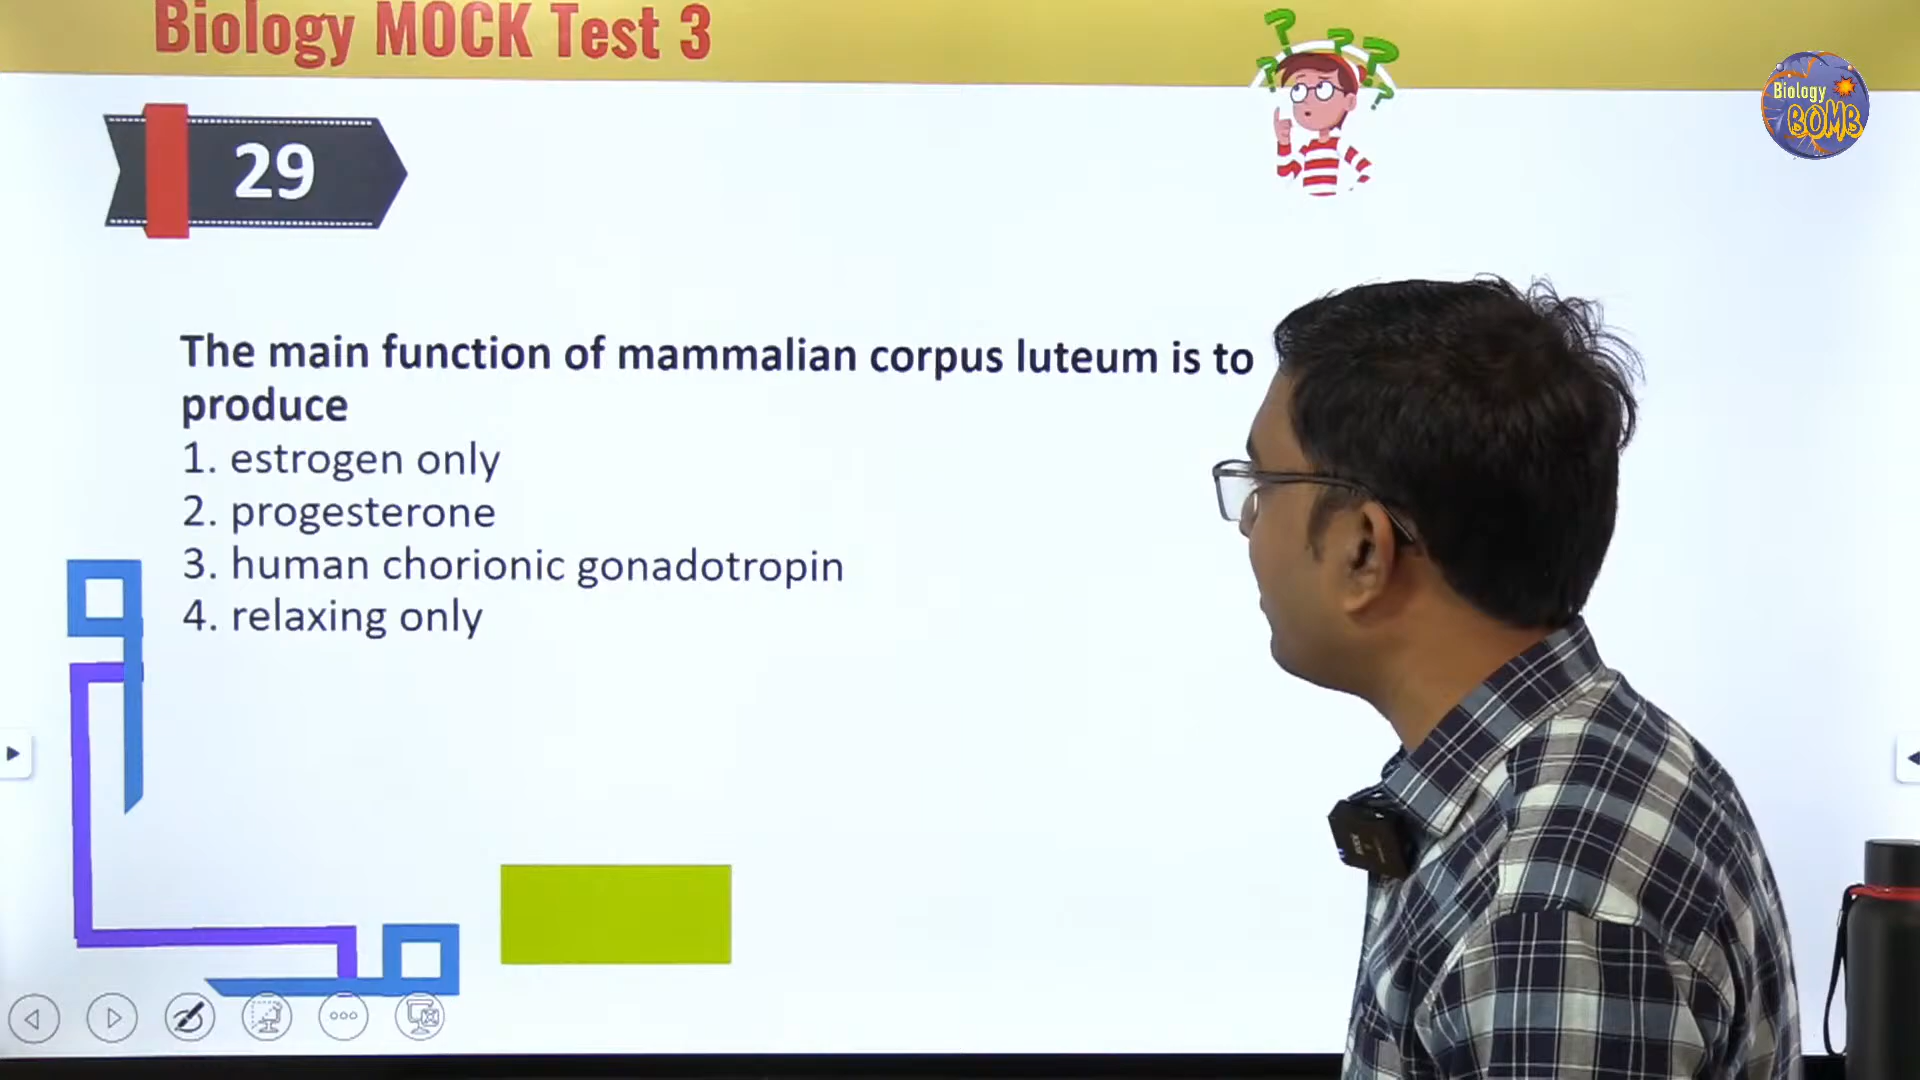 Biology MOCK Test 3
Biology
BOMB
29
The main function of mammalian corpus luteum is to
produce
1. estrogen only
2. progesterone
3. human chorionic gonadotropin
4. relaxing only